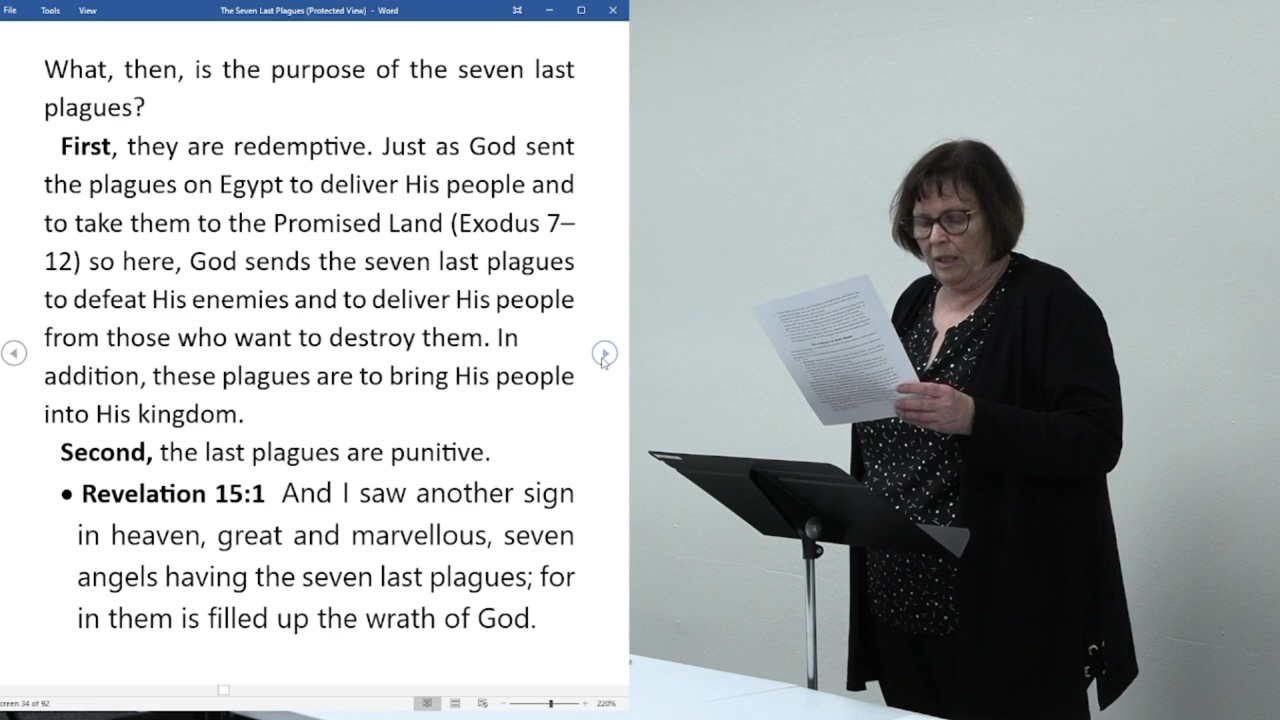 File Tools View The Seven Last Plagues (Protected View) - Word
What, then, is the purpose of the seven last
plagues?
First, they are redemptive. Just as God sent
the plagues on Egypt to deliver His people and
to take them to the Promised Land (Exodus 7–
12) so here, God sends the seven last plagues
to defeat His enemies and to deliver His people
from those who want to destroy them. In
addition, these plagues are to bring His people
into His kingdom.
Second, the last plagues are punitive.
• Revelation 15:1 And I saw another sign
in heaven, great and marvellous, seven
angels having the seven last plagues; for
in them is filled up the wrath of God.
creen 34 of 92 220%